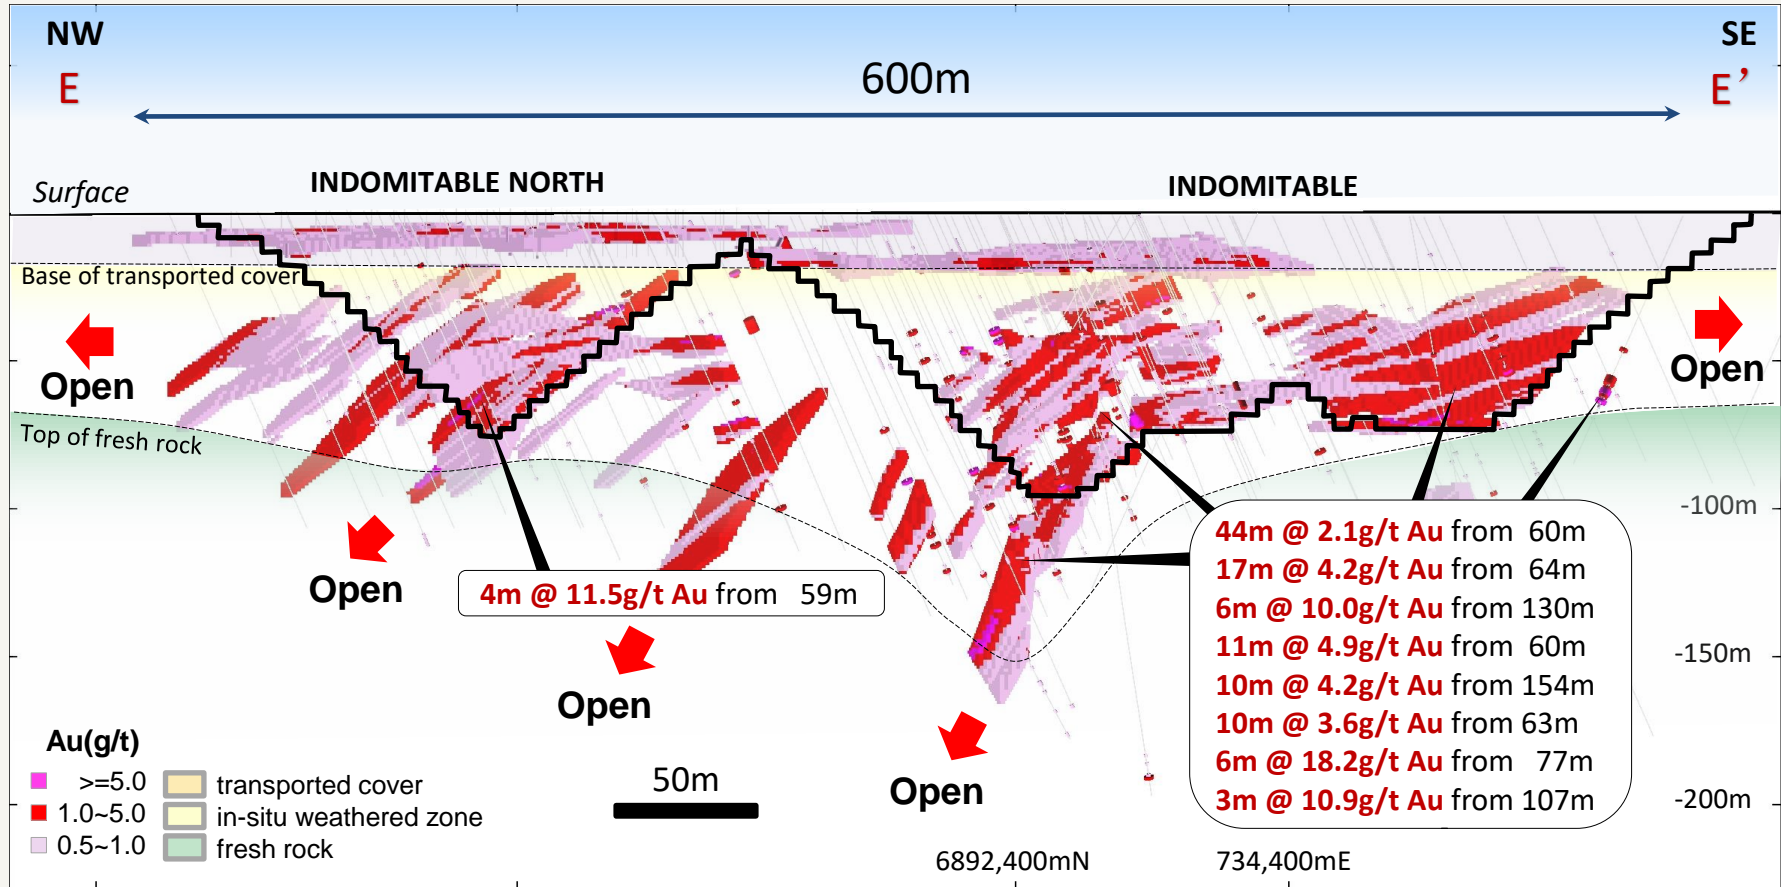 NW
SE
E
E’
600m
INDOMITABLE NORTH
INDOMITABLE
Surface
Base of transported cover
Open
Open
Top of fresh rock
-100m
44m @ 2.1g/t Au from 60m
17m @ 4.2g/t Au from 64m
6m @ 10.0g/t Au from 130m
11m @ 4.9g/t Au from 60m
10m @ 4.2g/t Au from 154m
10m @ 3.6g/t Au from 63m
6m @ 18.2g/t Au from 77m
3m @ 10.9g/t Au from 107m
Open
4m @ 11.5g/t Au from 59m
-150m
Open
Open
Au(g/t)
>=5.0
1.0~5.0
0.5~1.0
transported cover
in-situ weathered zone
fresh rock
50m
-200m
6892,400mN
734,400mE